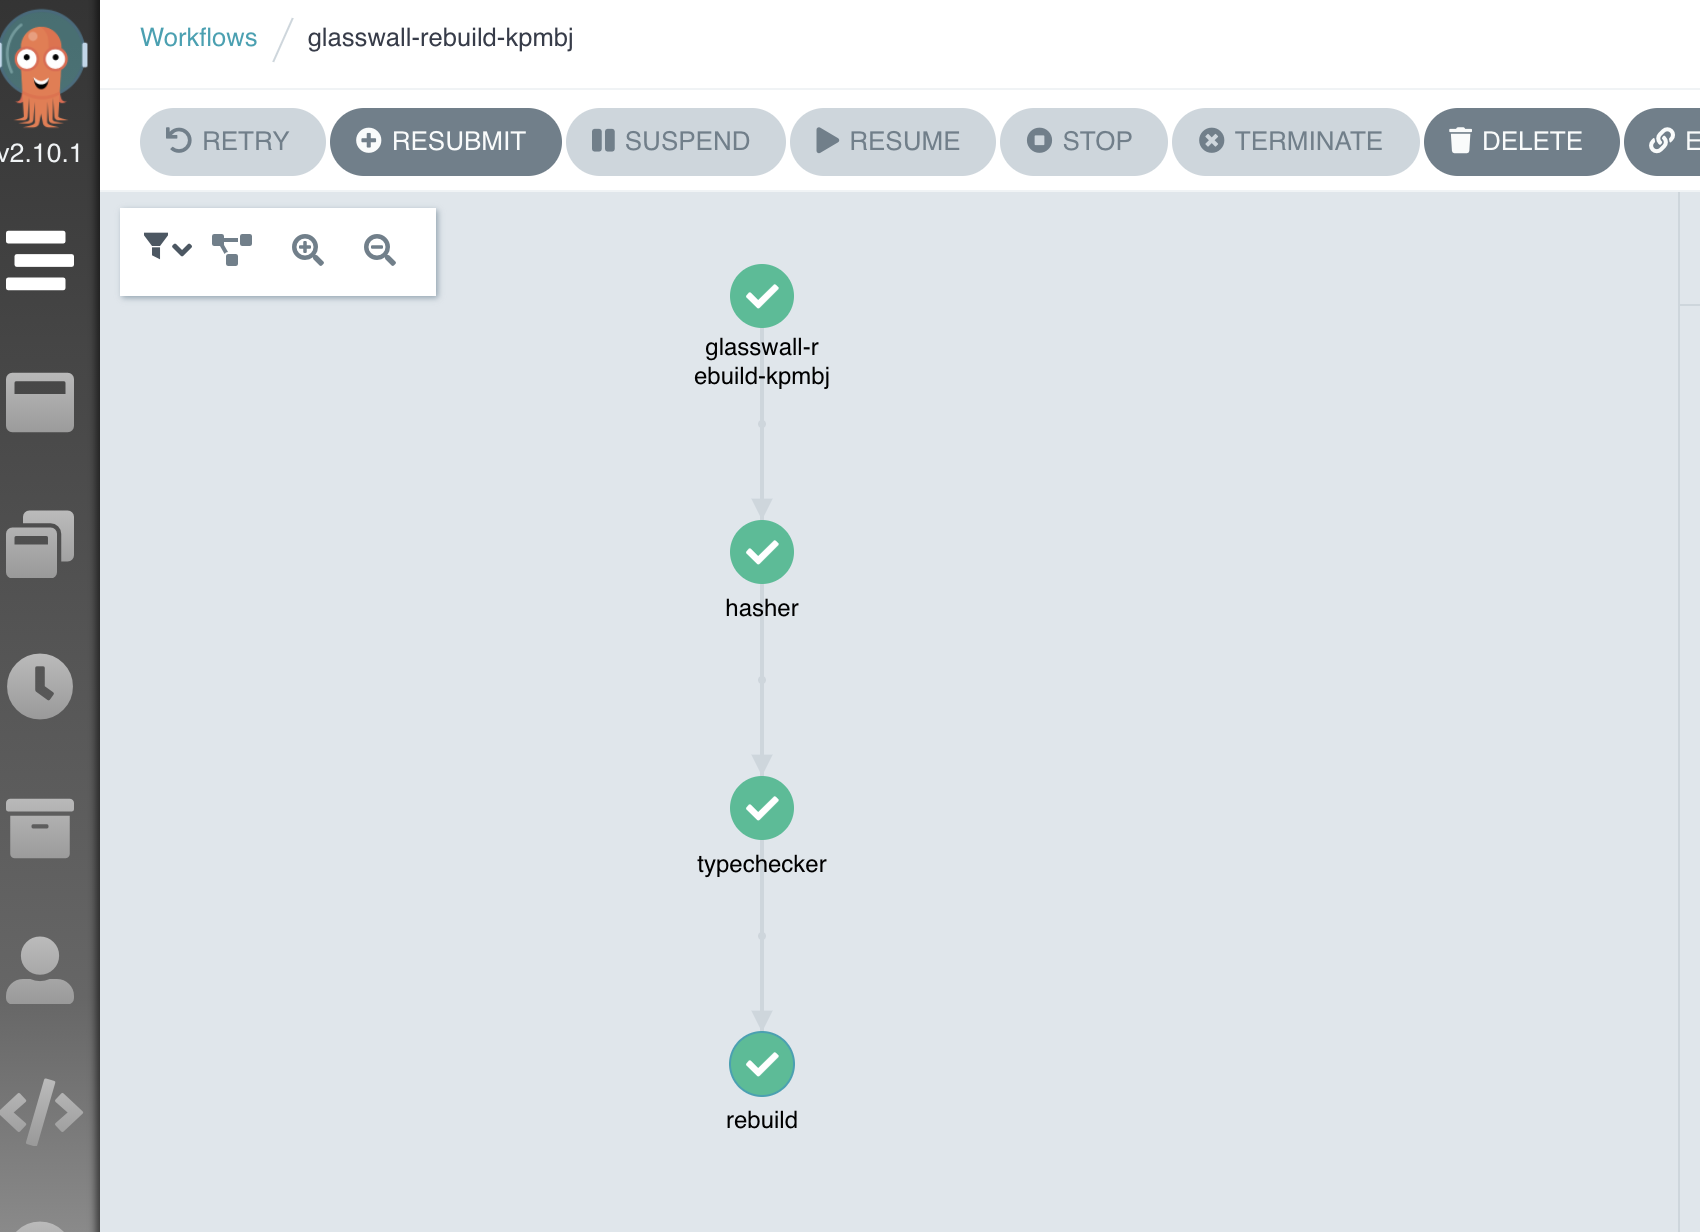 Workflows / glasswall-rebuild-kpmbj
v2.10.1
RETRY
RESUBMIT
SUSPEND
RESUME
STOP
TERMINATE
DELETE
glasswall-r
ebuild-kpmbj
hasher
typechecker
rebuild